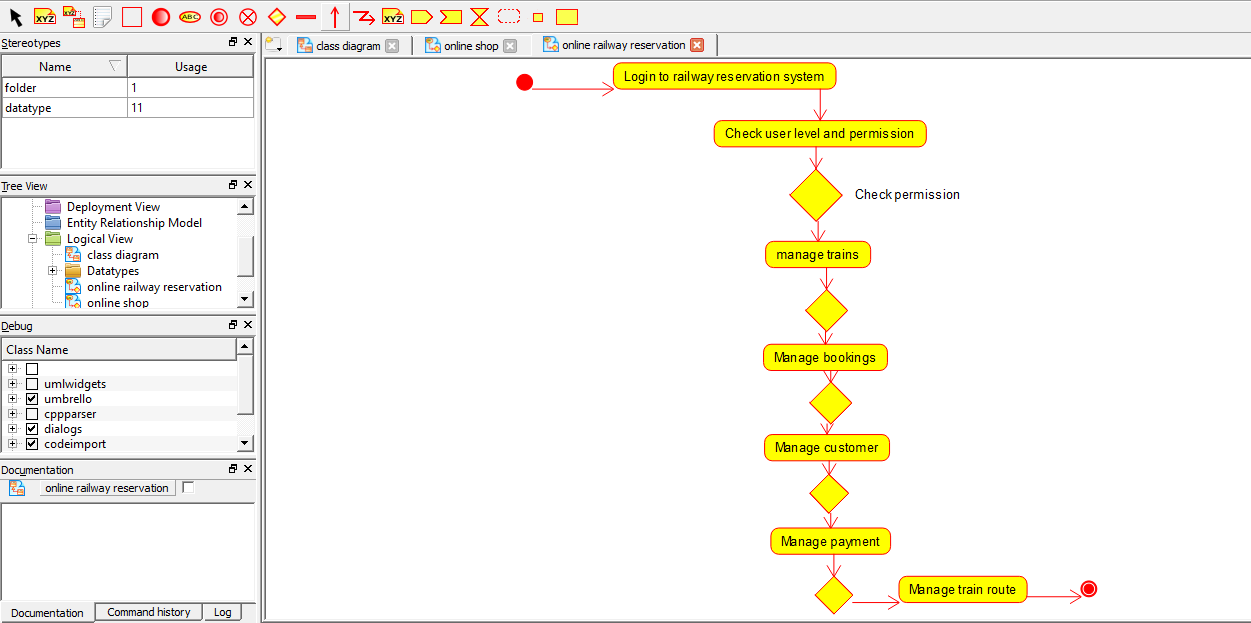 XYZ
XYZ
ABC
XYZ
Stereotypes
class diagram
online shop
online railway reservation
Name Usage
folder 1
datatype 11
Tree View
Deployment View
Entity Relationship Model
Logical View
class diagram
Datatypes
online railway reservation
online shop
Debug
Class Name
umlwidgets
umbrello
cppparser
dialogs
codeimport
Documentation
online railway reservation
Documentation Command history Log
Login to railway reservation system
Check user level and permission
Check permission
manage trains
Manage bookings
Manage customer
Manage payment
Manage train route